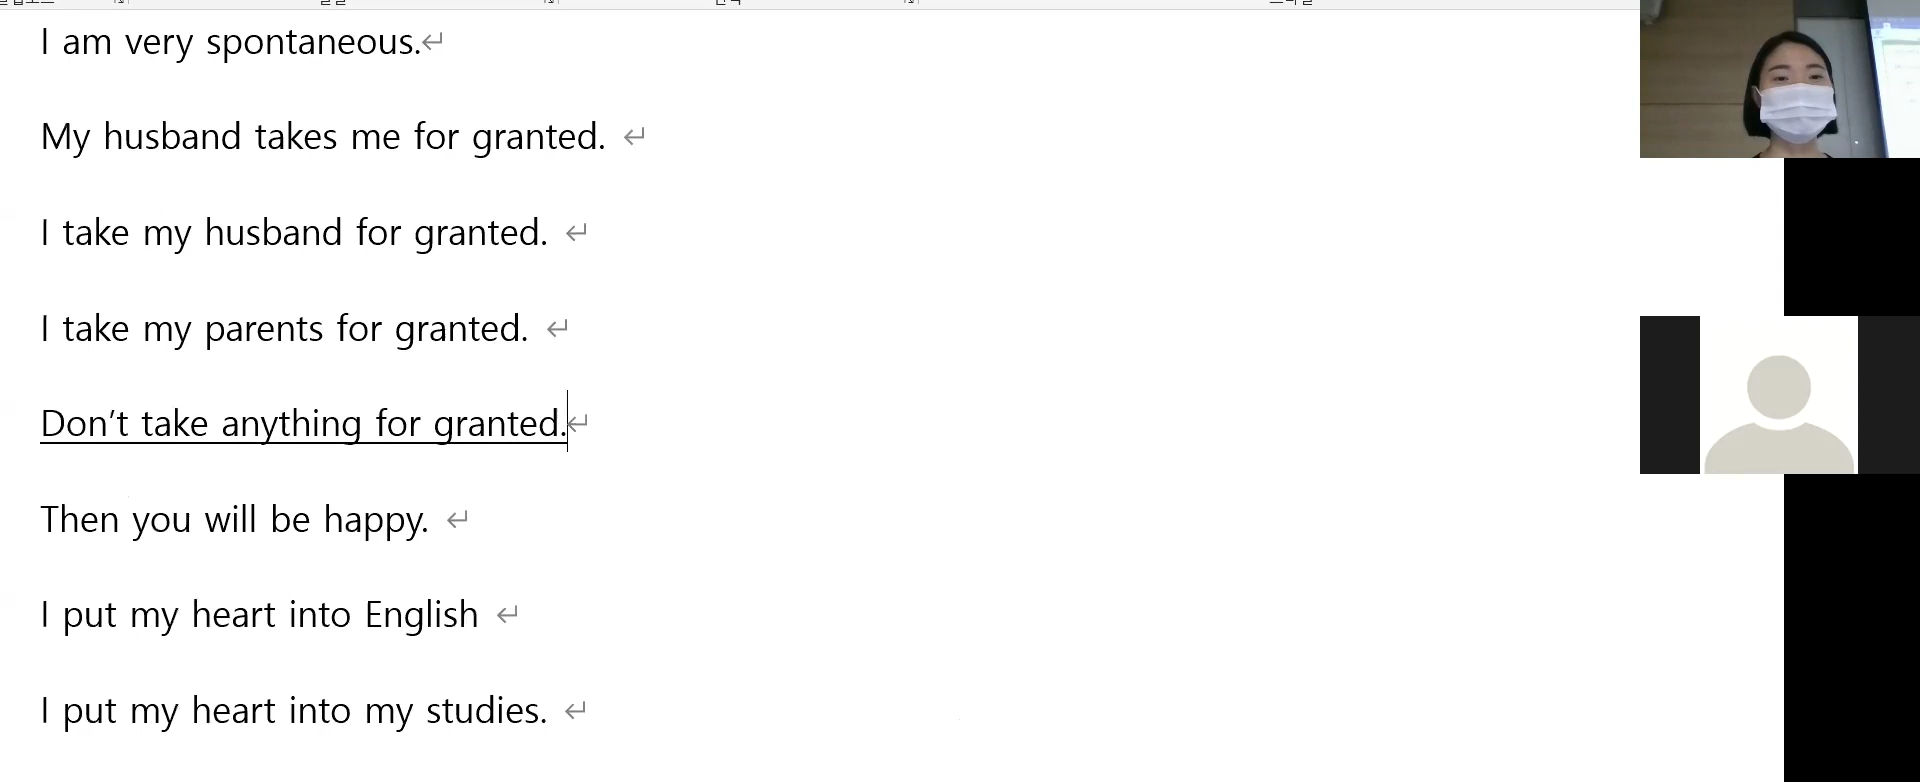 I am very spontaneous.
My husband takes me for granted.
I take my husband for granted.
I take my parents for granted.
Don’t take anything for granted.
Then you will be happy.
I put my heart into English
I put my heart into my studies.